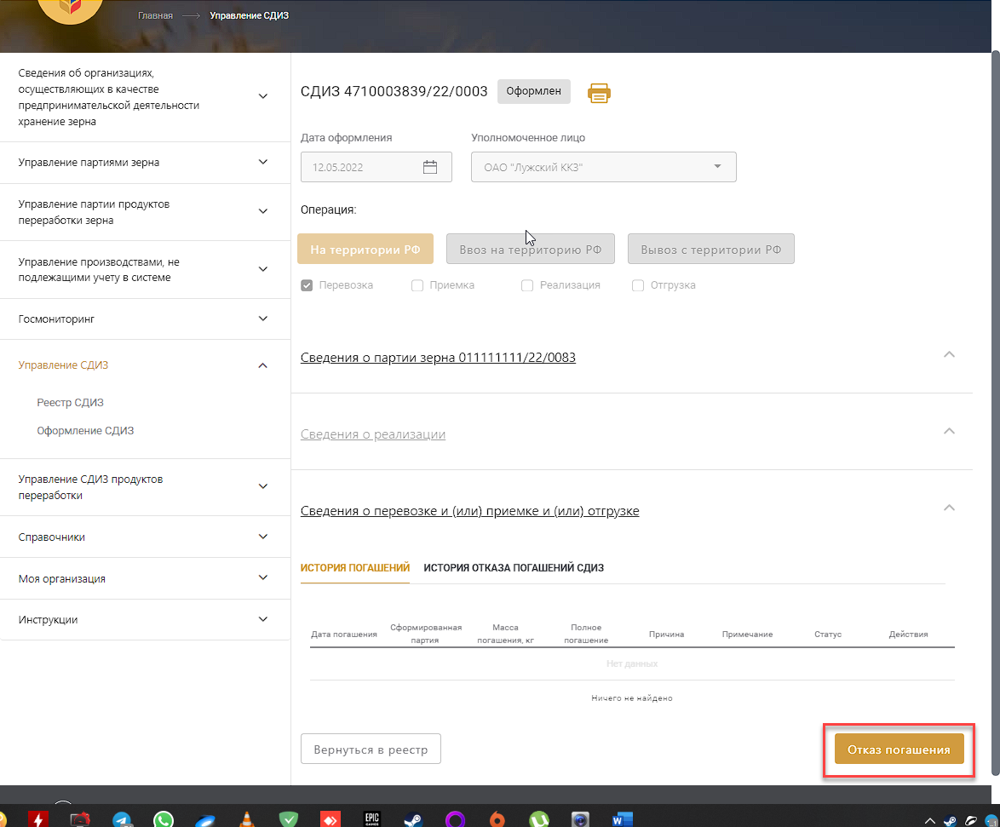 Главная
Управление СДИЗ
Сведения об организациях,
осуществляющих в качестве
предпринимательской деятельности
хранение зерна
Управление партиями зерна
Управление партии продуктов
переработки зерна
Управление производствами, не
подлежащими учету в системе
Госмониторинг
Управление СДИЗ
Реестр СДИЗ
Оформление СДИЗ
Управление СДИЗ продуктов
переработки
Справочники
Моя организация
Инструкции
СДИЗ 4710003839/22/0003 Оформлен
Дата оформления Уполномоченное лицо
12.05.2022 ОАО "Лужский ККЗ"
Операция:
На территории РФ Ввоз на территорию РФ Вывоз с территории РФ
Перевозка Приемка Реализация Отгрузка
Сведения о партии зерна 011111111/22/0083
Сведения о реализации
Сведения о перевозке и (или) приемке и (или) отгрузке
ИСТОРИЯ ПОГАШЕНИЙ ИСТОРИЯ ОТКАЗА ПОГАШЕНИЙ СДИЗ
Дата погашения
Сформированная
партия
Масса
погашения, кг
Полное
погашение
Причина
Примечание
Статус
Действия
Нет данных
Ничего не найдено
Вернуться в реестр Отказ погашения
EPIC
GAMES
W